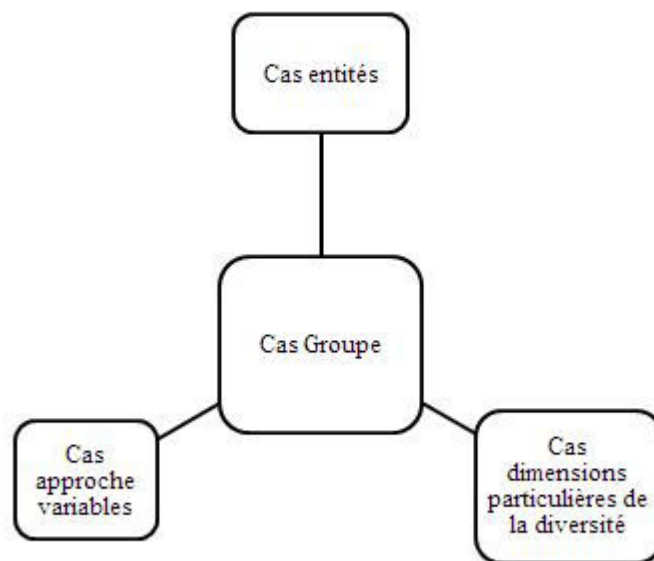 Cas entités
Cas Groupe
Cas
approche
variables
Cas
dimensions
particulières de
la diversité